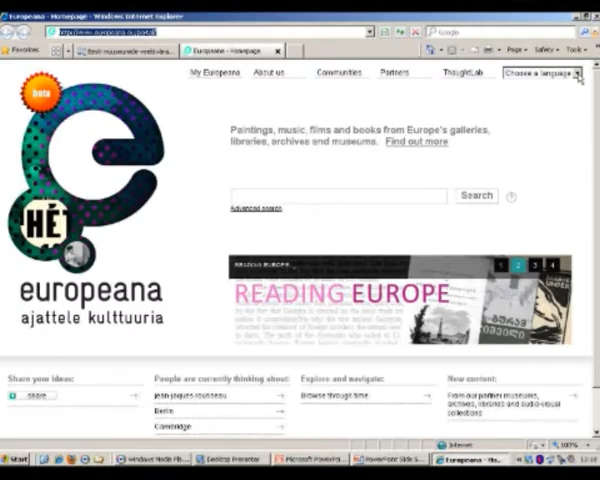 Europeana - Homepage - Windows Internet Explorer
http://www.europeana.eu/portal/
Google
Favorites
Europeana - Homepage
Page
Safety
Tools
My Europeana
About us
Communities
Partners
ThoughtLab
Choose a language
beta
Paintings, music, films and books from Europe's galleries,
libraries, archives and museums. Find out more
Search
?
Advanced search
HÉT
READING EUROPE
1 2 3 4
READING EUROPE
europeana
ajattele kulttuuria
Share your ideas:
share
People are currently thinking about:
jean-jacques rousseau
Berlin
Cambridge
Explore and navigate:
Browse through time
New content:
From our partner museums,
archives, libraries and audio-visual
collections
Internet
100%
Start
Windows Media Pla...
Desktop Presenter
Microsoft PowerPo...
PowerPoint Slide S...
Europeana - Ho...